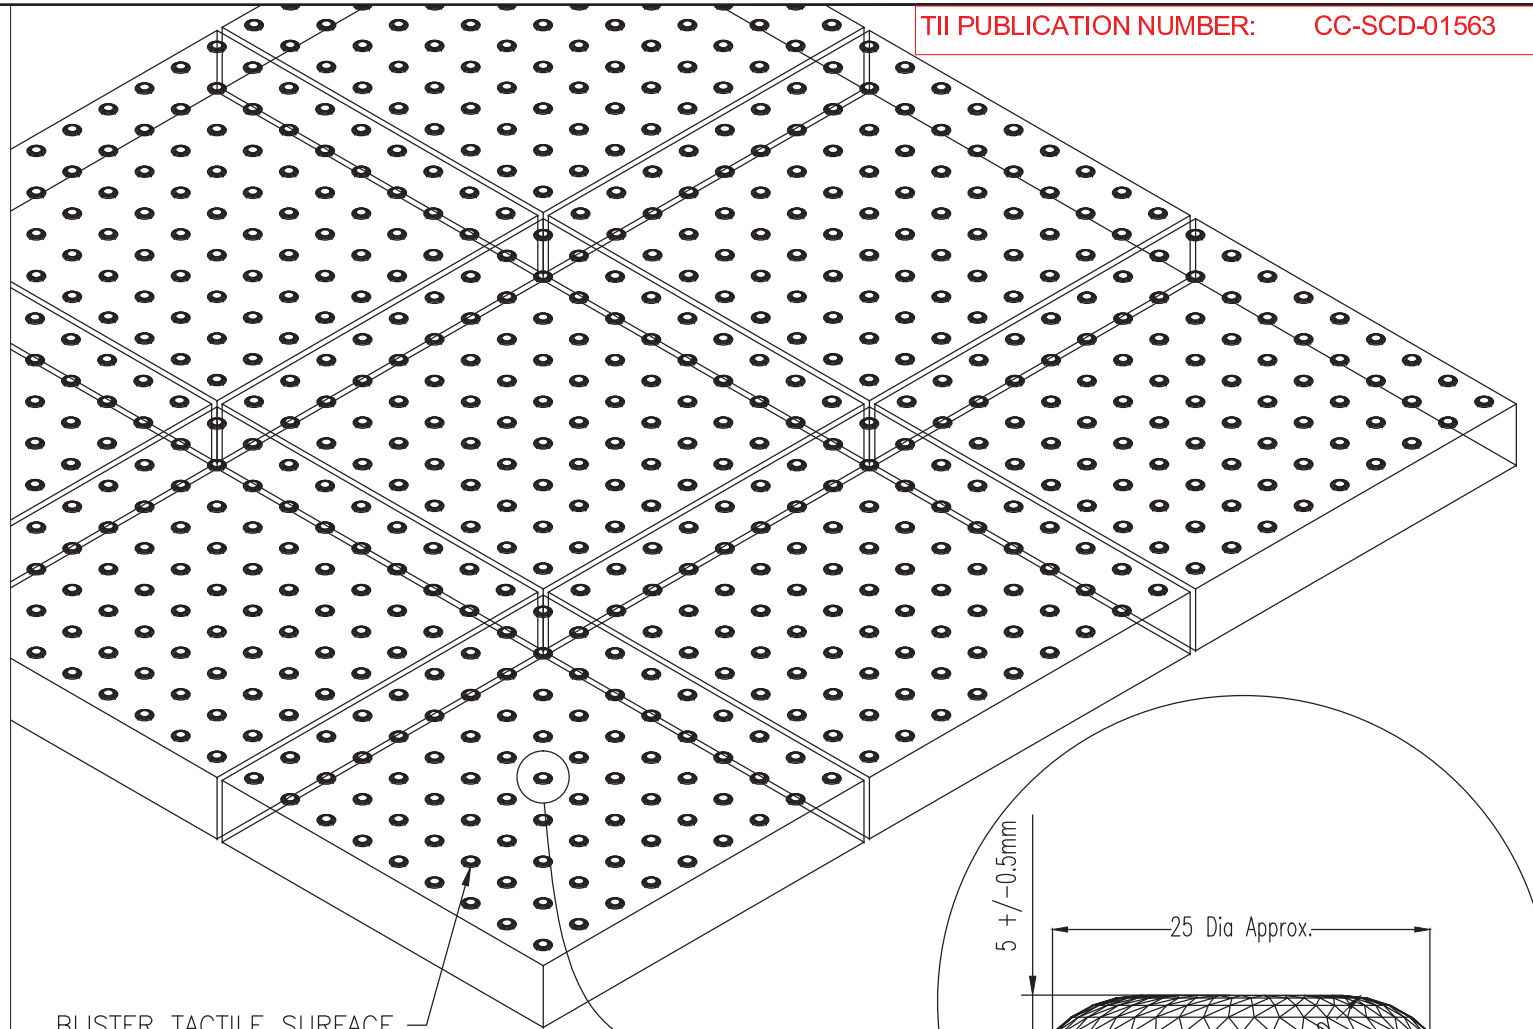 TII PUBLICATION NUMBER: CC-SCD-01563
5 +/-0.5mm
25 Dia Approx.
BLISTER TACTILE SURFACE